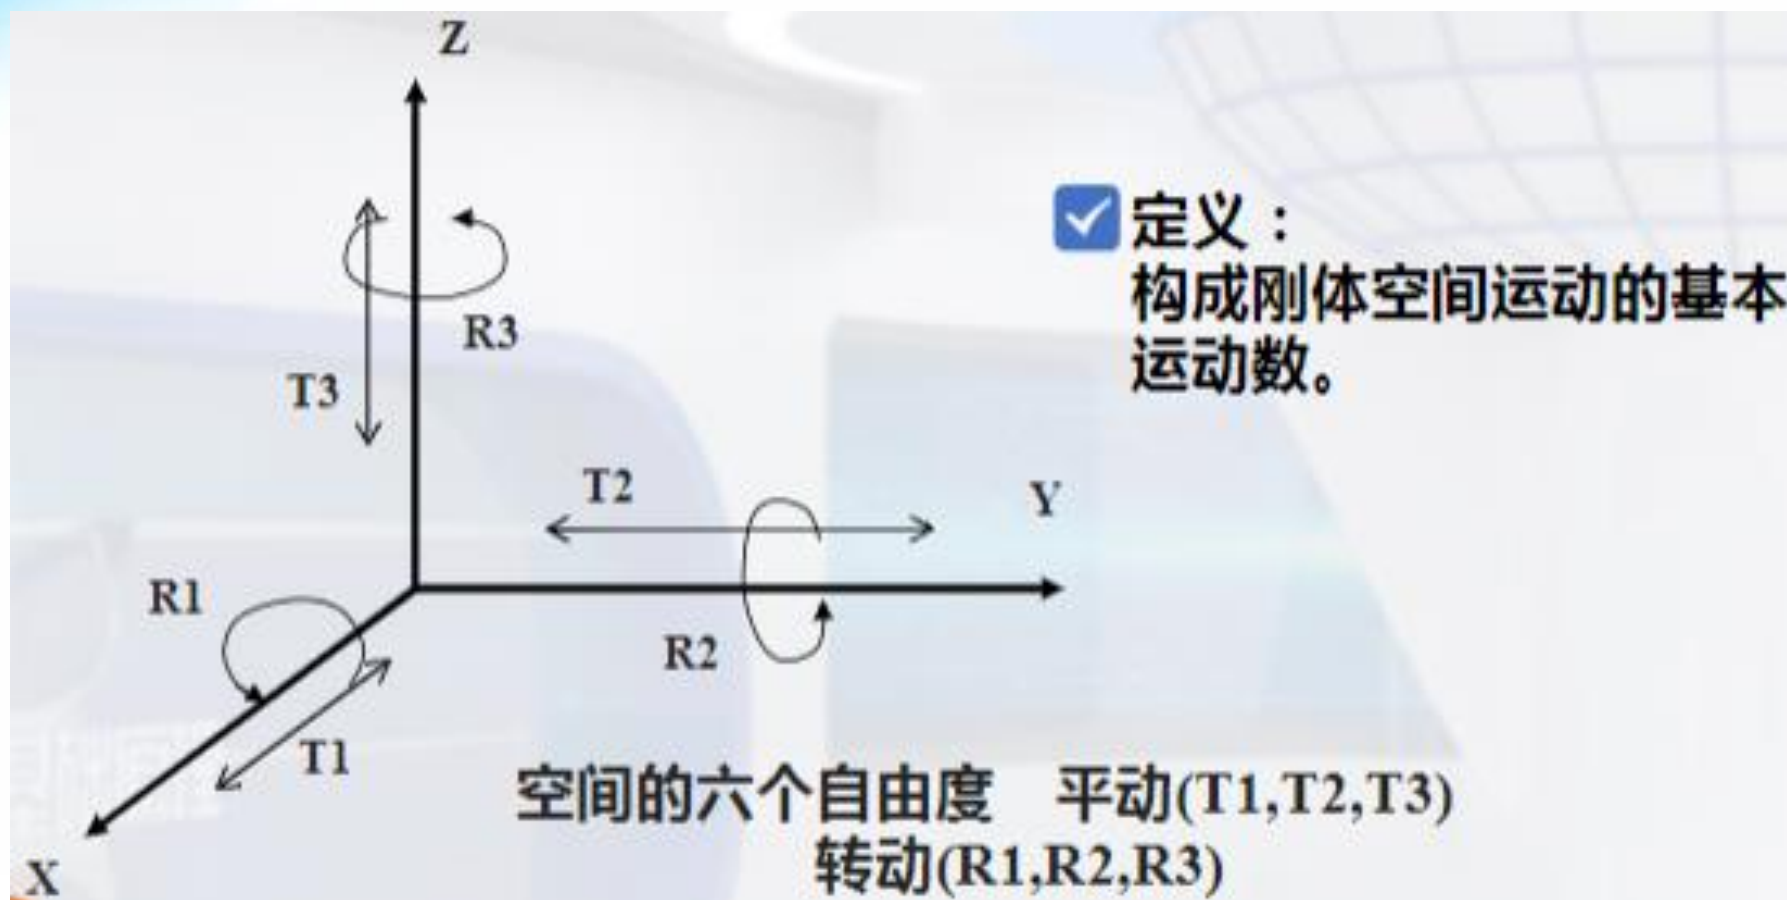 Z
定义：
构成刚体空间运动的基本
运动数。
R3
T3
T2
Y
R1
R2
T1
空间的六个自由度 平动(T1,T2,T3)
转动(R1,R2,R3)
X